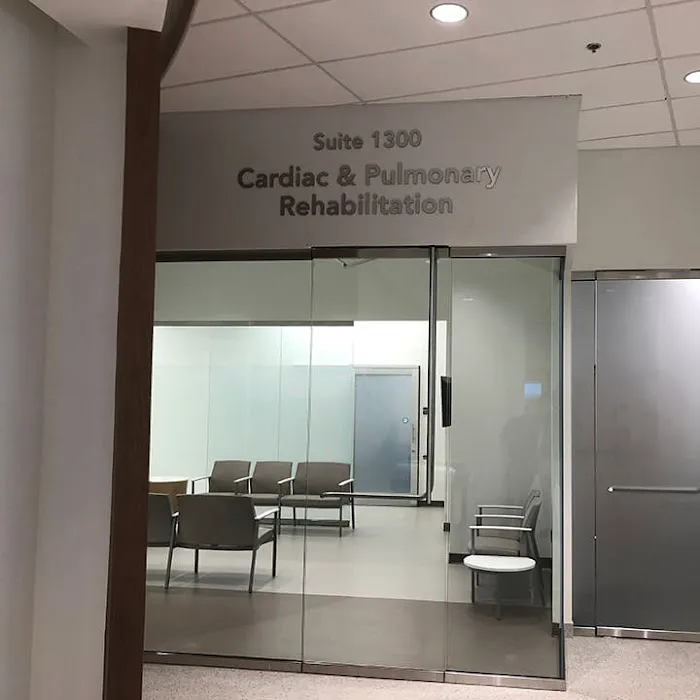 Suite 1300
Cardiac & Pulmonary
Rehabilitation